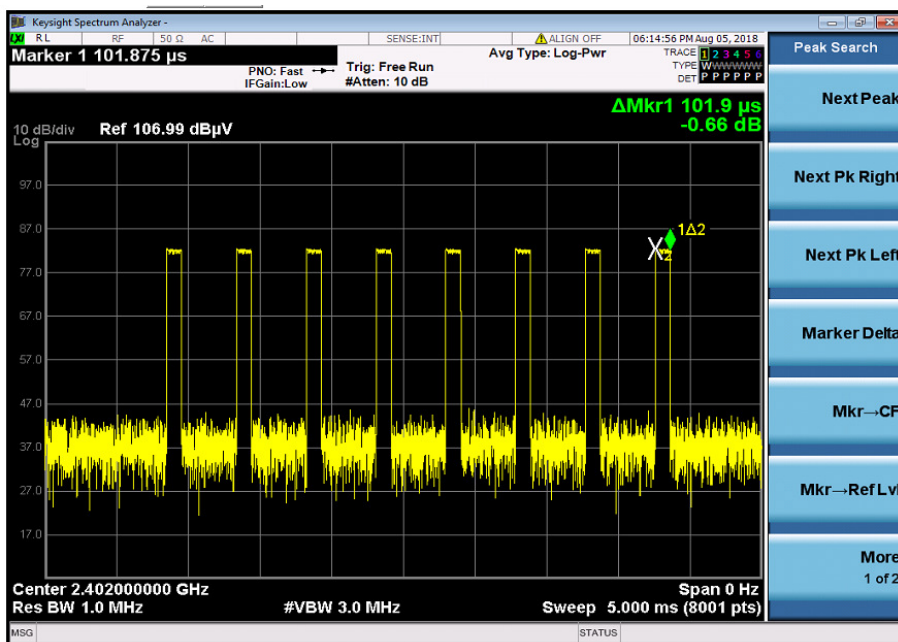 Keysight Spectrum Analyzer -
LXI RL RF 50 Ω AC SENSE:INT ALIGN OFF 06:14:56 PM Aug 05, 2018
Marker 1 101.875 µs
PNO: Fast
IFGain:Low
Trig: Free Run
#Atten: 10 dB
Avg Type: Log-Pwr
TRACE 1 2 3 4 5 6
TYPE W W W W W W
DET P P P P P P
Peak Search
ΔMkr1 101.9 µs
-0.66 dB
10 dB/div Ref 106.99 dBµV
Log
97.0
87.0
77.0
67.0
57.0
47.0
37.0
27.0
17.0
1Δ2
X2
Center 2.402000000 GHz Span 0 Hz
Res BW 1.0 MHz #VBW 3.0 MHz Sweep 5.000 ms (8001 pts)
MSG STATUS
Next Peak
Next Pk Right
Next Pk Left
Marker Delta
Mkr→CF
Mkr→Ref Lvl
More
1 of 2